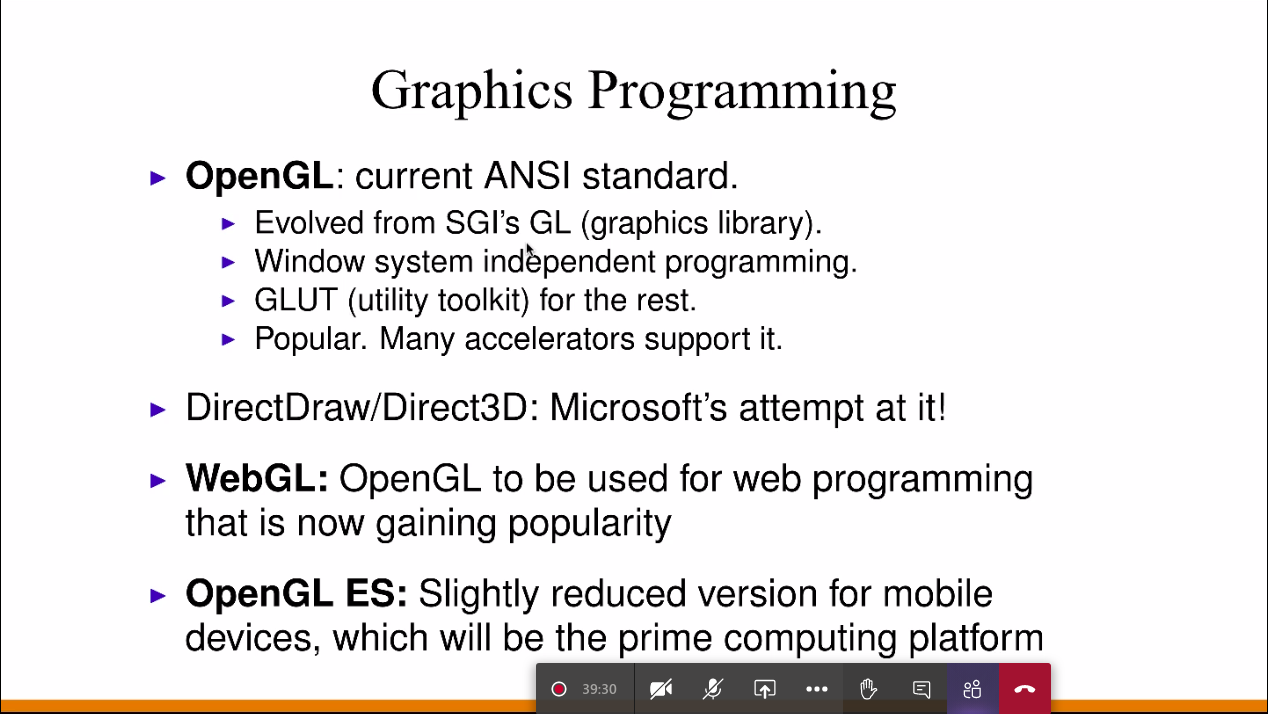 Graphics Programming
OpenGL: current ANSI standard.
Evolved from SGI's GL (graphics library).
Window system independent programming.
GLUT (utility toolkit) for the rest.
Popular. Many accelerators support it.
DirectDraw/Direct3D: Microsoft's attempt at it!
WebGL: OpenGL to be used for web programming
that is now gaining popularity
OpenGL ES: Slightly reduced version for mobile
devices, which will be the prime computing platform
39:30